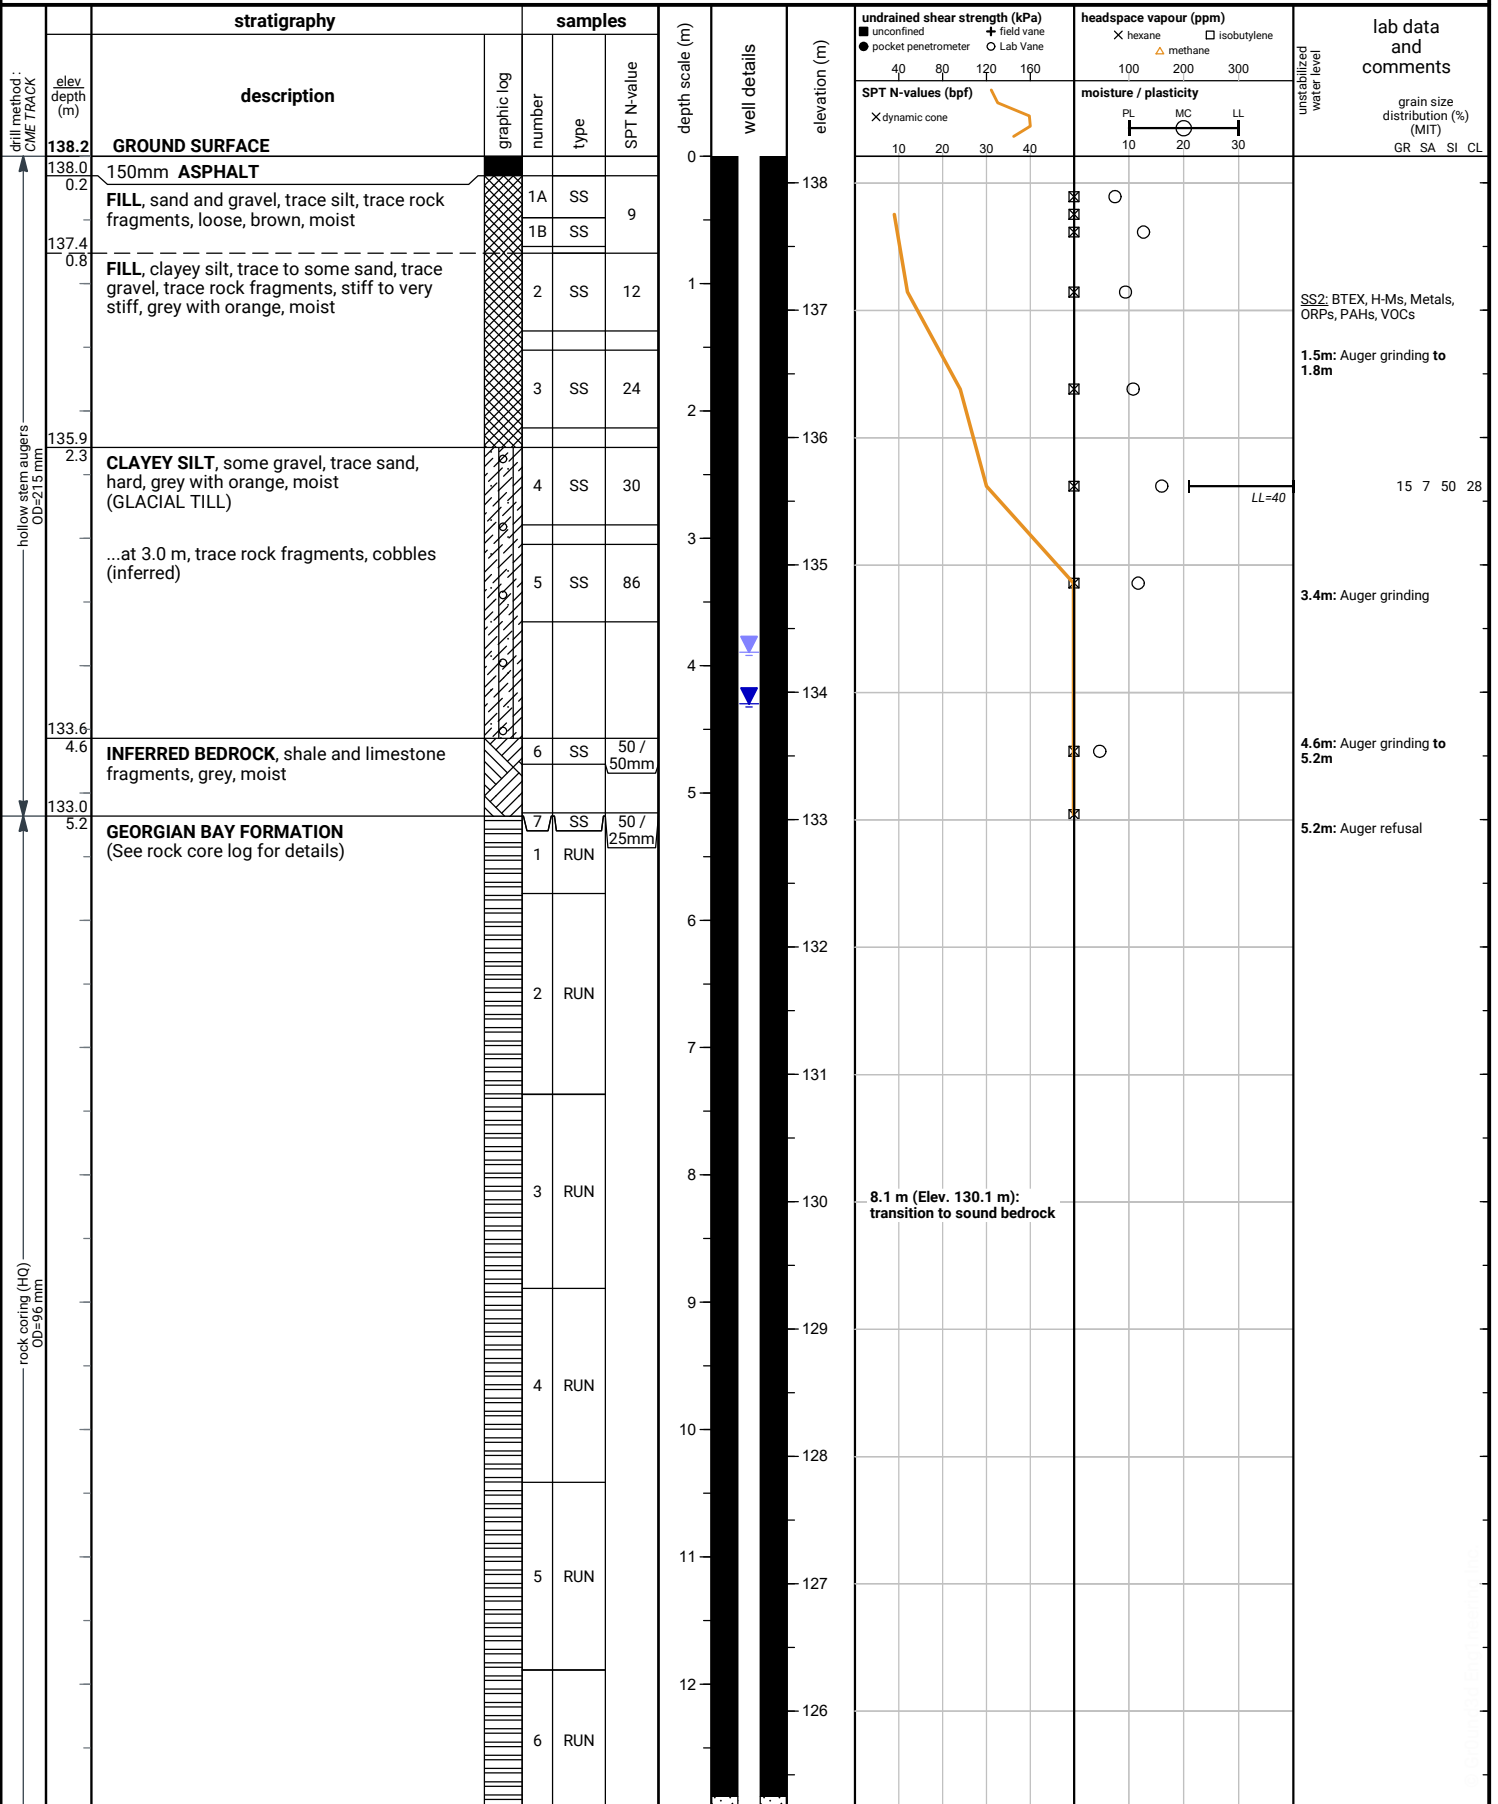 stratigraphy
samples
drill method :
CME TRACK
elev
depth
(m)
description
graphic log
number
type
SPT N-value
depth scale (m)
well details
elevation (m)
undrained shear strength (kPa)
unconfined
field vane
pocket penetrometer
Lab Vane
40 80 120 160
SPT N-values (bpf)
dynamic cone
10 20 30 40
headspace vapour (ppm)
hexane
isobutylene
methane
100 200 300
moisture / plasticity
PL MC LL
10 20 30
unstabilized
water level
lab data
and
comments
grain size
distribution (%)
(MIT)
GR SA SI CL
138.2 GROUND SURFACE
138.0
0.2
150mm ASPHALT
FILL, sand and gravel, trace silt, trace rock
fragments, loose, brown, moist
137.4
0.8
FILL, clayey silt, trace to some sand, trace
gravel, trace rock fragments, stiff to very
stiff, grey with orange, moist
135.9
2.3
CLAYEY SILT, some gravel, trace sand,
hard, grey with orange, moist
(GLACIAL TILL)
...at 3.0 m, trace rock fragments, cobbles
(inferred)
133.6
4.6
INFERRED BEDROCK, shale and limestone
fragments, grey, moist
133.0
5.2
GEORGIAN BAY FORMATION
(See rock core log for details)
hollow stem augers
OD=215 mm
rock coring (HQ)
OD=96 mm
1A SS
9
1B SS
2 SS 12
3 SS 24
4 SS 30
5 SS 86
6 SS 50 /
50mm
7 SS 50 /
25mm
1 RUN
2 RUN
3 RUN
4 RUN
5 RUN
6 RUN
0
1
2
3
4
5
6
7
8
9
10
11
12
138
137
136
135
134
133
132
131
130
129
128
127
126
LL=40
8.1 m (Elev. 130.1 m):
transition to sound bedrock
SS2: BTEX, H-Ms, Metals,
ORPs, PAHs, VOCs
1.5m: Auger grinding to
1.8m
15 7 50 28
3.4m: Auger grinding
4.6m: Auger grinding to
5.2m
5.2m: Auger refusal